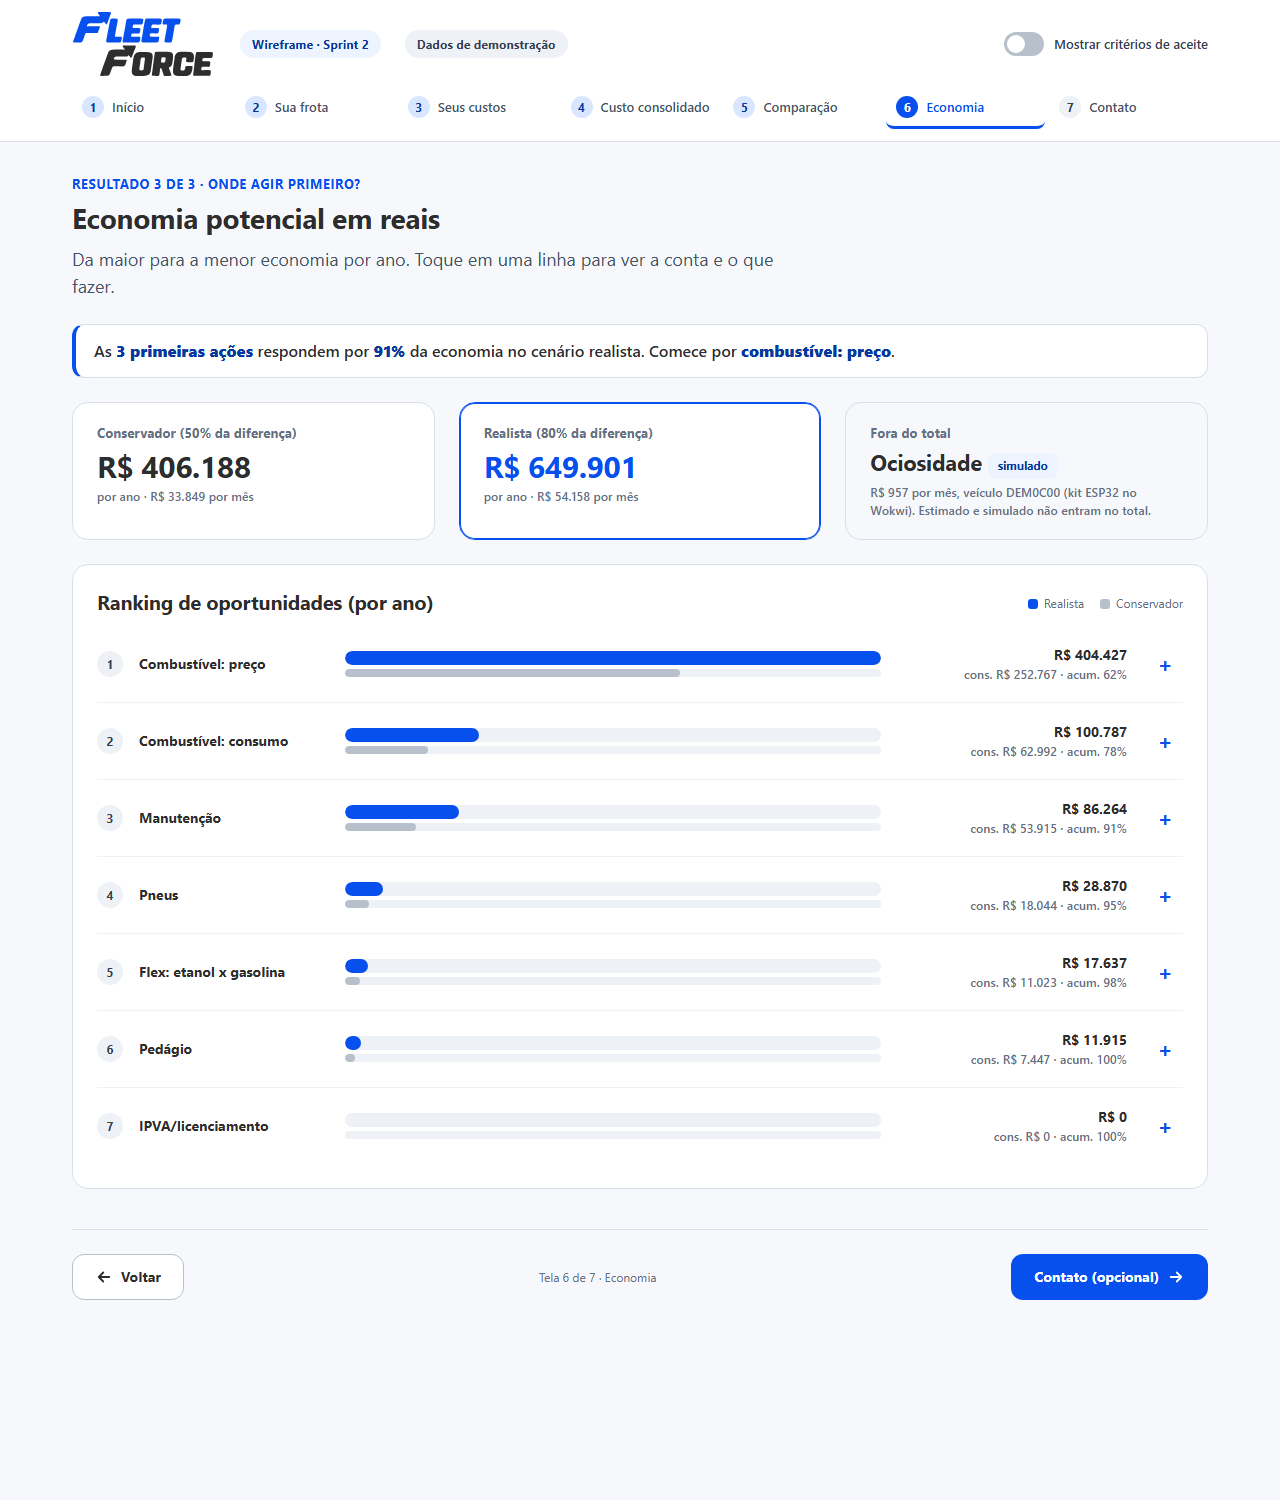 FLEET
FORCE
Wireframe · Sprint 2
Dados de demonstração
Mostrar critérios de aceite
1 Início
2 Sua frota
3 Seus custos
4 Custo consolidado
5 Comparação
6 Economia
7 Contato
RESULTADO 3 DE 3 · ONDE AGIR PRIMEIRO?
Economia potencial em reais
Da maior para a menor economia por ano. Toque em uma linha para ver a conta e o que
fazer.
As 3 primeiras ações respondem por 91% da economia no cenário realista. Comece por combustível: preço.
Conservador (50% da diferença)
R$ 406.188
por ano · R$ 33.849 por mês
Realista (80% da diferença)
R$ 649.901
por ano · R$ 54.158 por mês
Fora do total
Ociosidade simulado
R$ 957 por mês, veículo DEM0C00 (kit ESP32 no
Wokwi). Estimado e simulado não entram no total.
Ranking de oportunidades (por ano)
Realista
Conservador
1 Combustível: preço
R$ 404.427
cons. R$ 252.767 · acum. 62%
+
2 Combustível: consumo
R$ 100.787
cons. R$ 62.992 · acum. 78%
+
3 Manutenção
R$ 86.264
cons. R$ 53.915 · acum. 91%
+
4 Pneus
R$ 28.870
cons. R$ 18.044 · acum. 95%
+
5 Flex: etanol x gasolina
R$ 17.637
cons. R$ 11.023 · acum. 98%
+
6 Pedágio
R$ 11.915
cons. R$ 7.447 · acum. 100%
+
7 IPVA/licenciamento
R$ 0
cons. R$ 0 · acum. 100%
+
← Voltar
Tela 6 de 7 · Economia
Contato (opcional) →